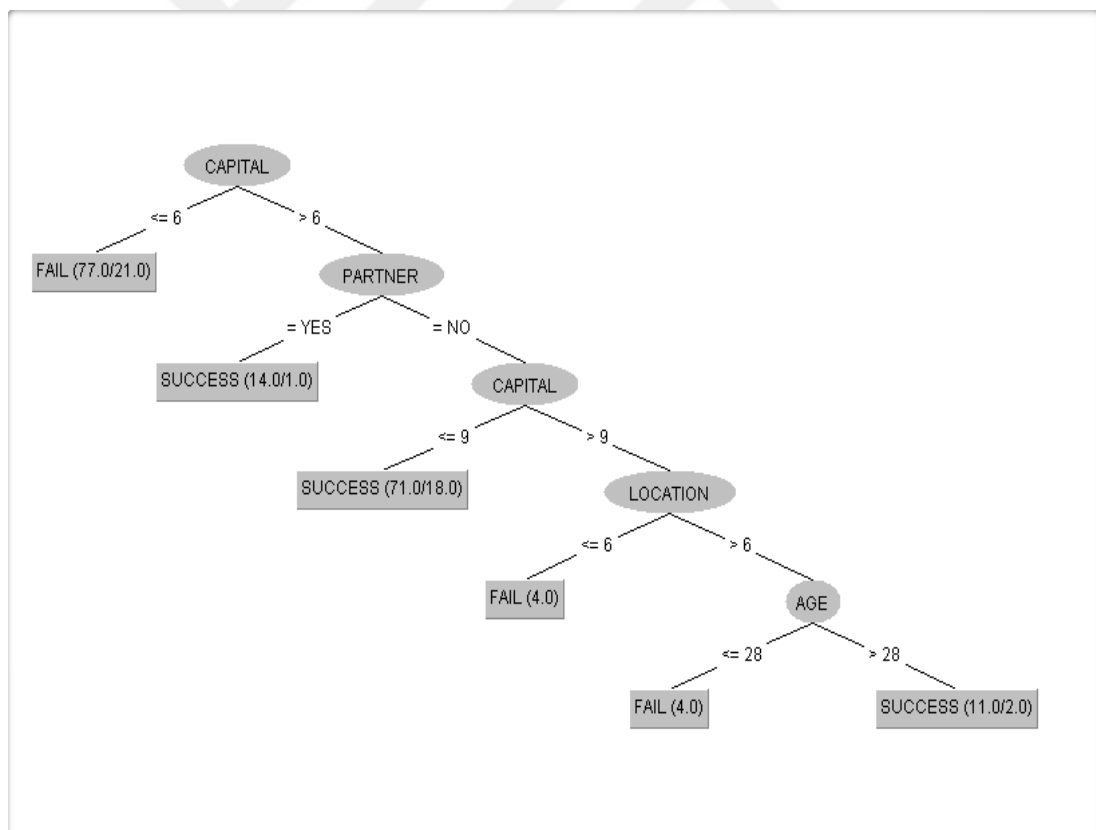 CAPITAL
<= 6
> 6
FAIL (77.0/21.0)
PARTNER
= YES
= NO
SUCCESS (14.0/1.0)
CAPITAL
<= 9
> 9
SUCCESS (71.0/18.0)
LOCATION
<= 6
> 6
FAIL (4.0)
AGE
<= 28
> 28
FAIL (4.0)
SUCCESS (11.0/2.0)